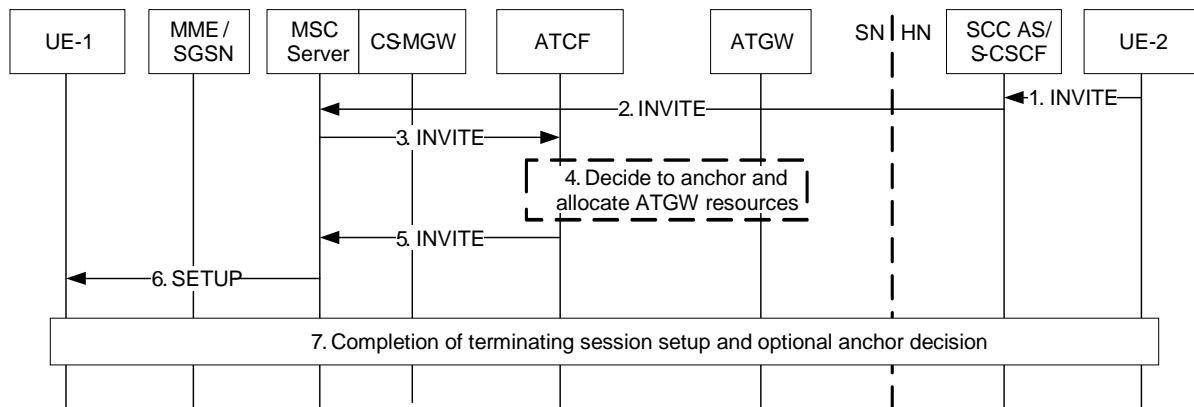 UE-1
MME /
SGSN
MSC
Server
CS-MGW
ATCF
ATGW
SN
HN
SCC AS/
S-CSCF
UE-2
1. INVITE
2. INVITE
3. INVITE
4. Decide to anchor and
allocate ATGW resources
5. INVITE
6. SETUP
7. Completion of terminating session setup and optional anchor decision